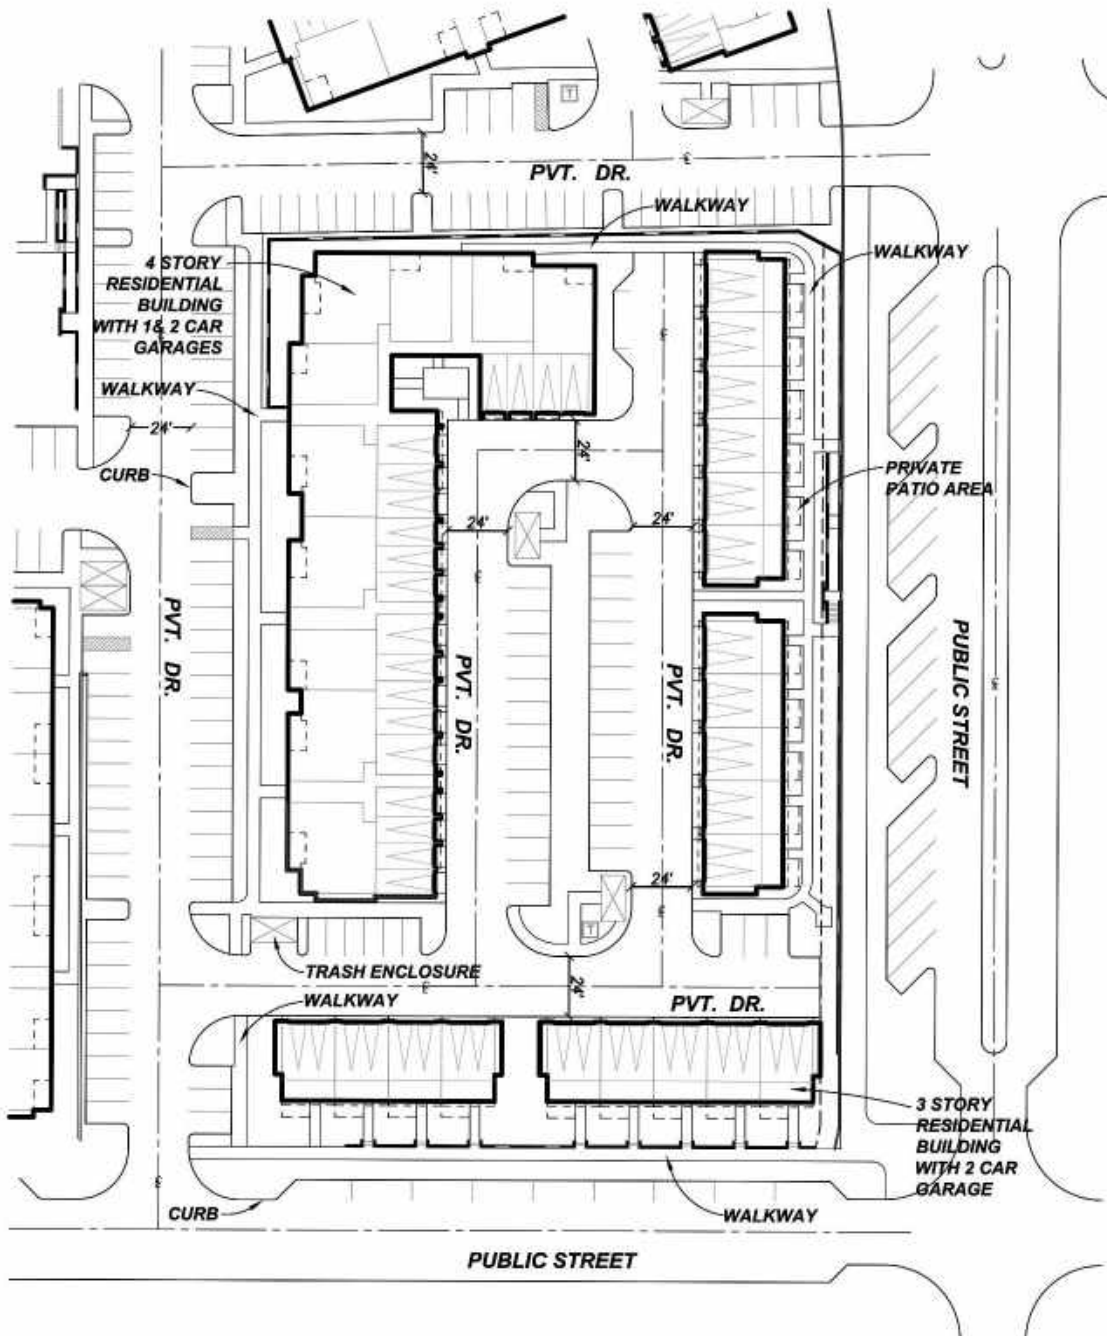 T
24'
PVT. DR.
WALKWAY
WALKWAY
4 STORY
RESIDENTIAL
BUILDING
WITH 1& 2 CAR
GARAGES
WALKWAY
24'
24'
CURB
PRIVATE
PATIO AREA
24'
24'
PVT. DR.
PVT. DR.
PVT. DR.
PUBLIC STREET
24'
T
TRASH ENCLOSURE
24'
WALKWAY
PVT. DR.
3 STORY
RESIDENTIAL
BUILDING
WITH 2 CAR
GARAGE
CURB
WALKWAY
PUBLIC STREET